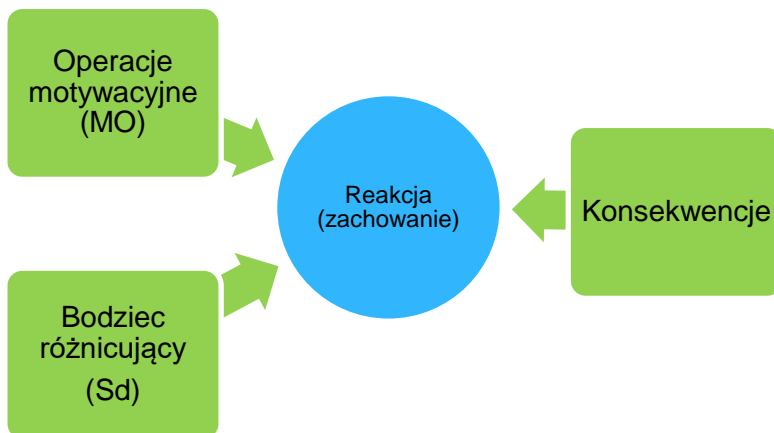 Operacje
motywacyjne
(MO)
Bodziec
różnicujący
(Sd)
Reakcja
(zachowanie)
Konsekwencje